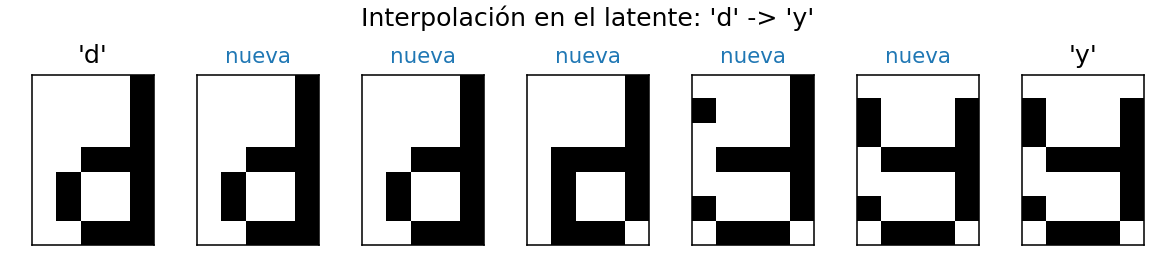 Interpolación en el latente: 'd' -> 'y'
'd' nueva nueva nueva nueva nueva 'y'